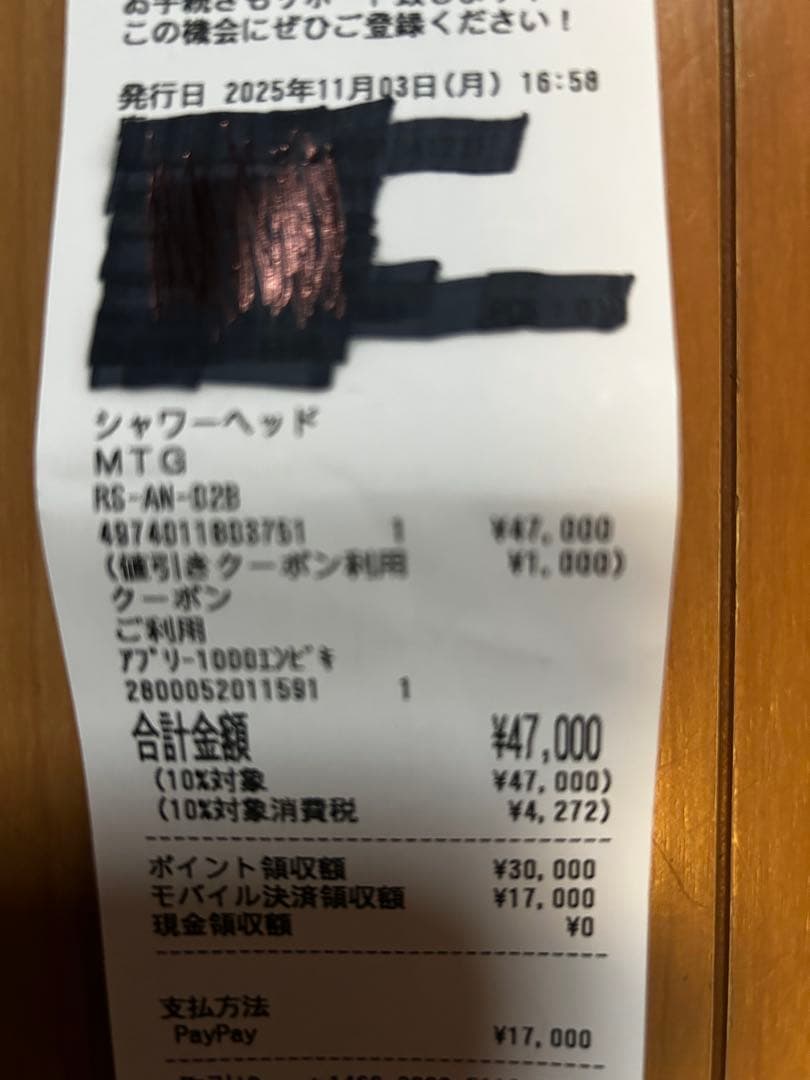 この機会にぜひご登録ください！
発行日 2025年11月03日(月) 16:58
シャワーヘッド
MTG
RS-AN-02B
4974011803751 1 ¥47,000
(値引きクーポン利用 ¥1,000)
クーポン
ご利用
ｱﾌﾟﾘｰ1000ｴﾝﾋﾞｷ
2800052011591 1
合計金額 ¥47,000
(10%対象 ¥47,000)
(10%対象消費税 ¥4,272)
ポイント領収額 ¥30,000
モバイル決済領収額 ¥17,000
現金領収額 ¥0
支払方法
PayPay ¥17,000